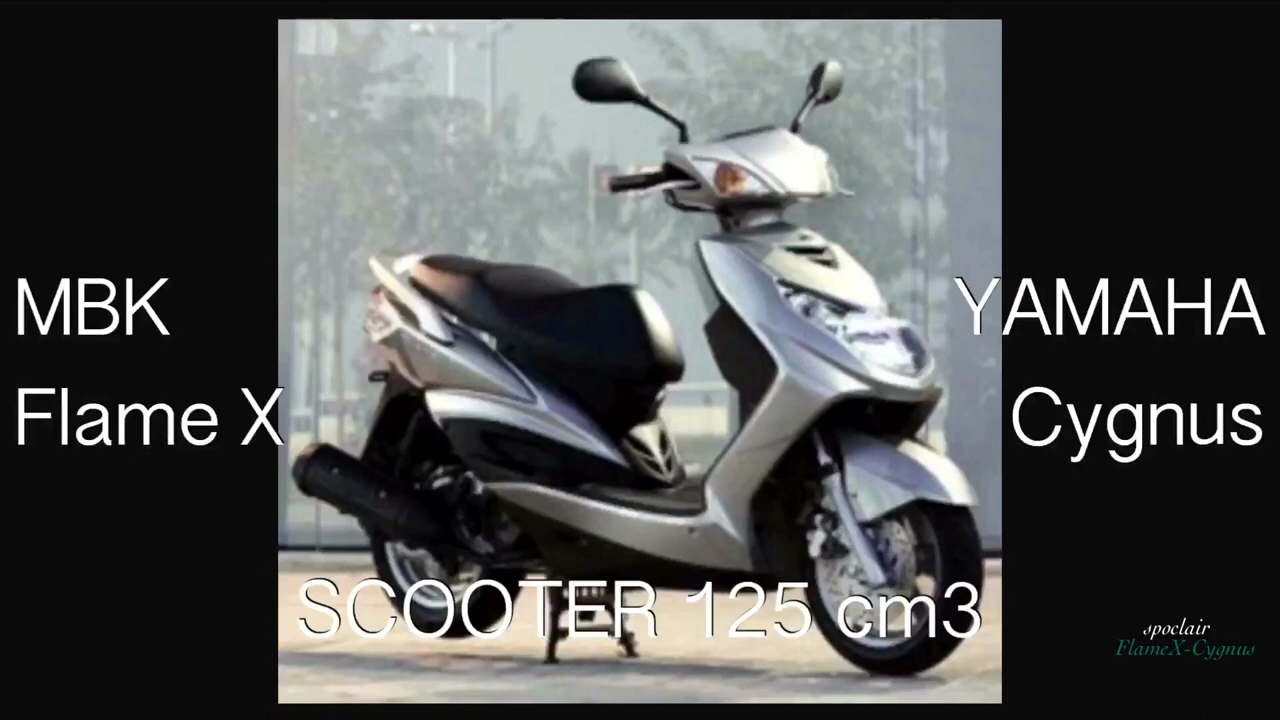 MBK
Flame X
YAMAHA
Cygnus
SCOOTER 125 cm3
spoclair
FlameX-Cygnus